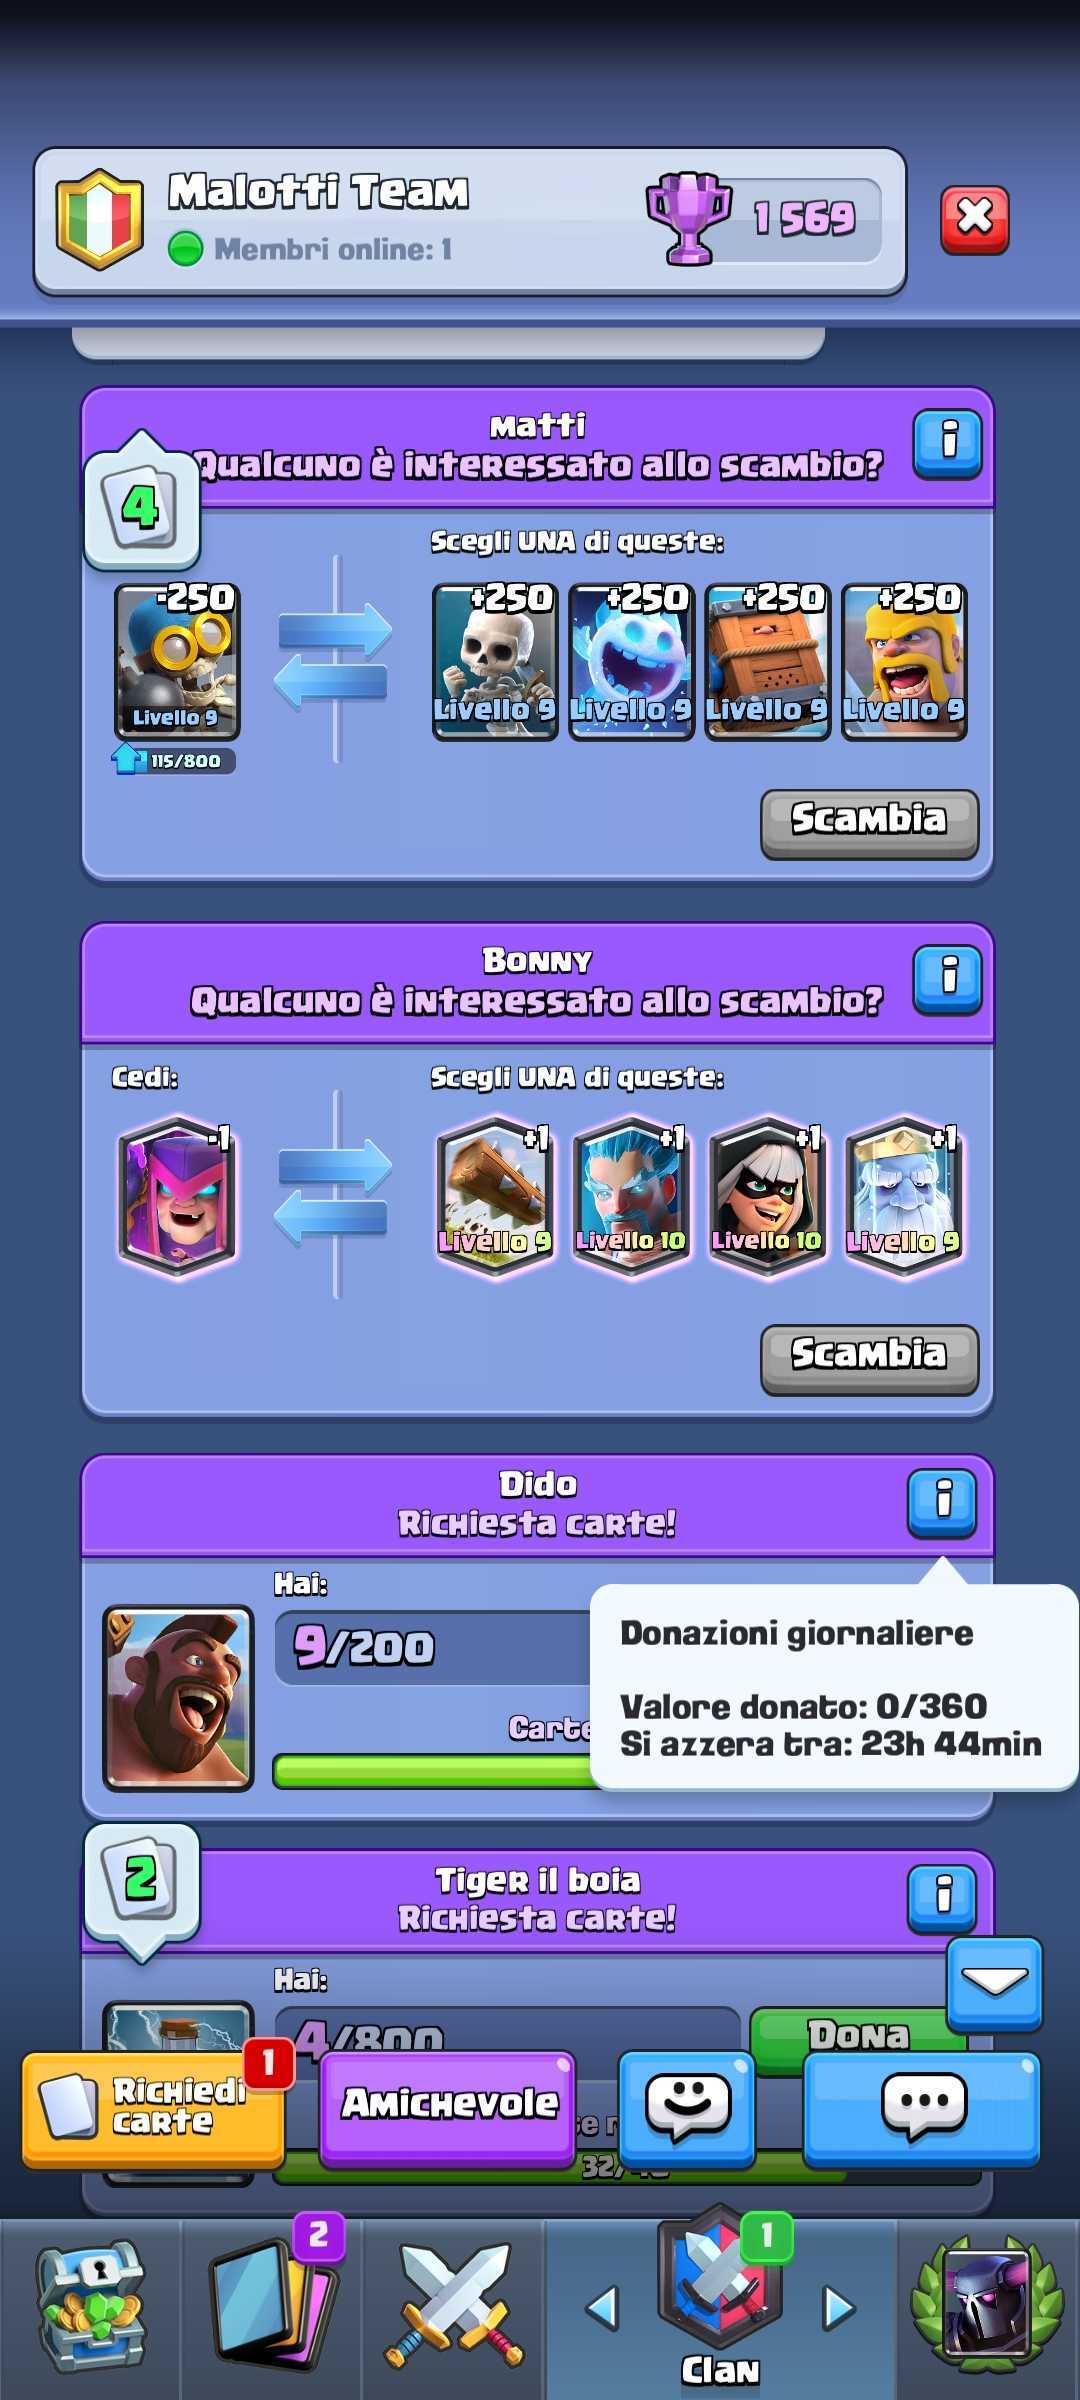 Malotti Team
Membri online: 1
1 569
Matti
Qualcuno è interessato allo scambio?
4
Scegli UNA di queste:
-250
+250
+250
+250
+250
Livello 9
Livello 9
Livello 9
Livello 9
Livello 9
115/800
Scambia
Bonny
Qualcuno è interessato allo scambio?
Cedi:
Scegli UNA di queste:
-1
+1
+1
+1
+1
Livello 9
Livello 10
Livello 10
Livello 9
Scambia
Dido
Richiesta carte!
Hai:
9/200
Carte
Donazioni giornaliere
Valore donato: 0/360
Si azzera tra: 23h 44min
2
Tiger il boia
Richiesta carte!
Hai:
4/800
Dona
1
Richiedi
carte
Amichevole
32/
2
1
Clan